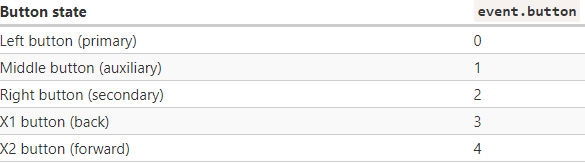 Button state event.button
Left button (primary) 0
Middle button (auxiliary) 1
Right button (secondary) 2
X1 button (back) 3
X2 button (forward) 4